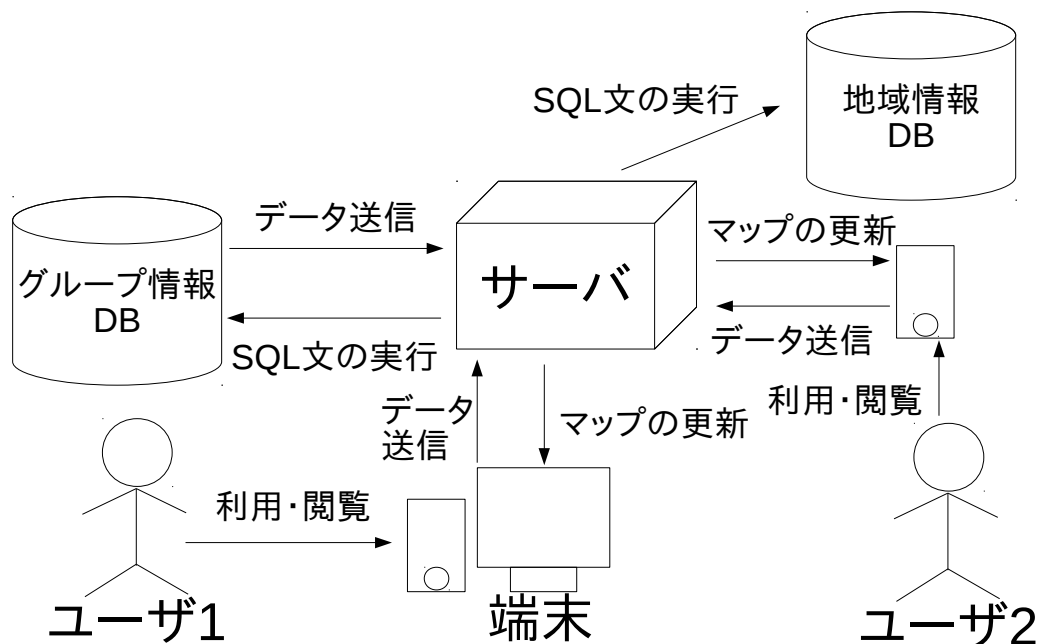 地域情報
DB
SQL文の実行
データ送信
グループ情報
DB
サーバ
マップの更新
データ送信
SQL文の実行
データ
送信
マップの更新
利用・閲覧
利用・閲覧
ユーザ1
端末
ユーザ2